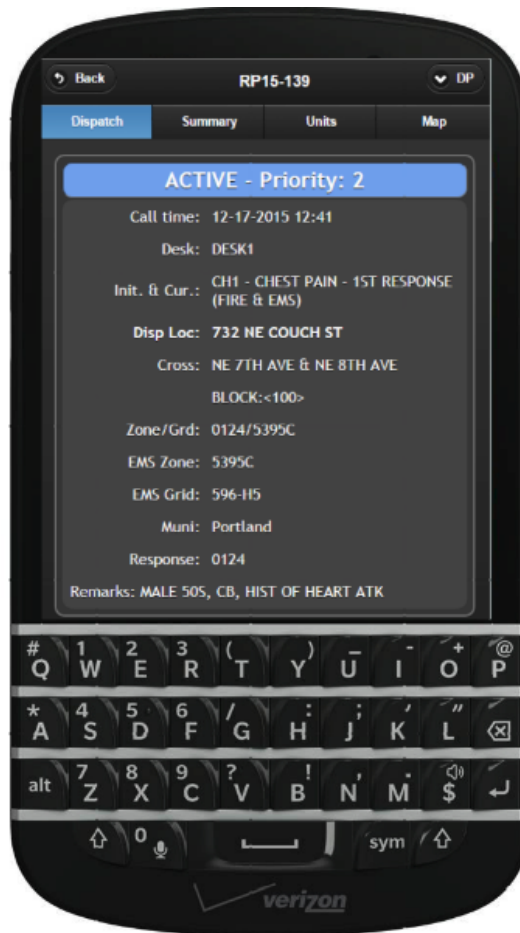 Back
RP15-139
DP
Dispatch Summary Units Map
ACTIVE - Priority: 2
Call time: 12-17-2015 12:41
Desk: DESK1
Init. & Cur.: CH1 - CHEST PAIN - 1ST RESPONSE
(FIRE & EMS)
Disp Loc: 732 NE COUCH ST
Cross: NE 7TH AVE & NE 8TH AVE
BLOCK:<100>
Zone/Grd: 0124/5395C
EMS Zone: 5395C
EMS Grid: 596-H5
Muni: Portland
Response: 0124
Remarks: MALE 50S, CB, HIST OF HEART ATK
# 1 2 3 ( ) _ - + @
Q W E R T Y U I O P
* 4 5 6 / : ; ' "
A S D F G H J K L
7 8 9 ? ! , .
alt Z X C V B N M $
0 sym
verizon